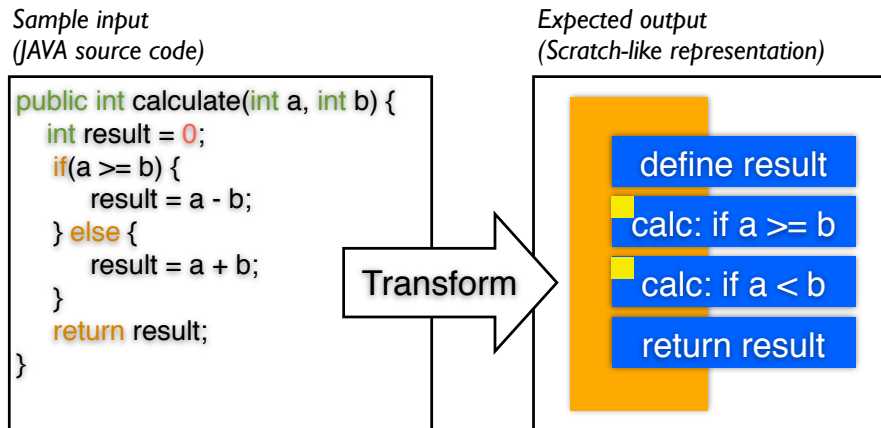 Sample input
(JAVA source code)
public int calculate(int a, int b) {
int result = 0;
if(a >= b) {
result = a - b;
} else {
result = a + b;
}
return result;
}
Transform
Expected output
(Scratch-like representation)
define result
calc: if a >= b
calc: if a < b
return result